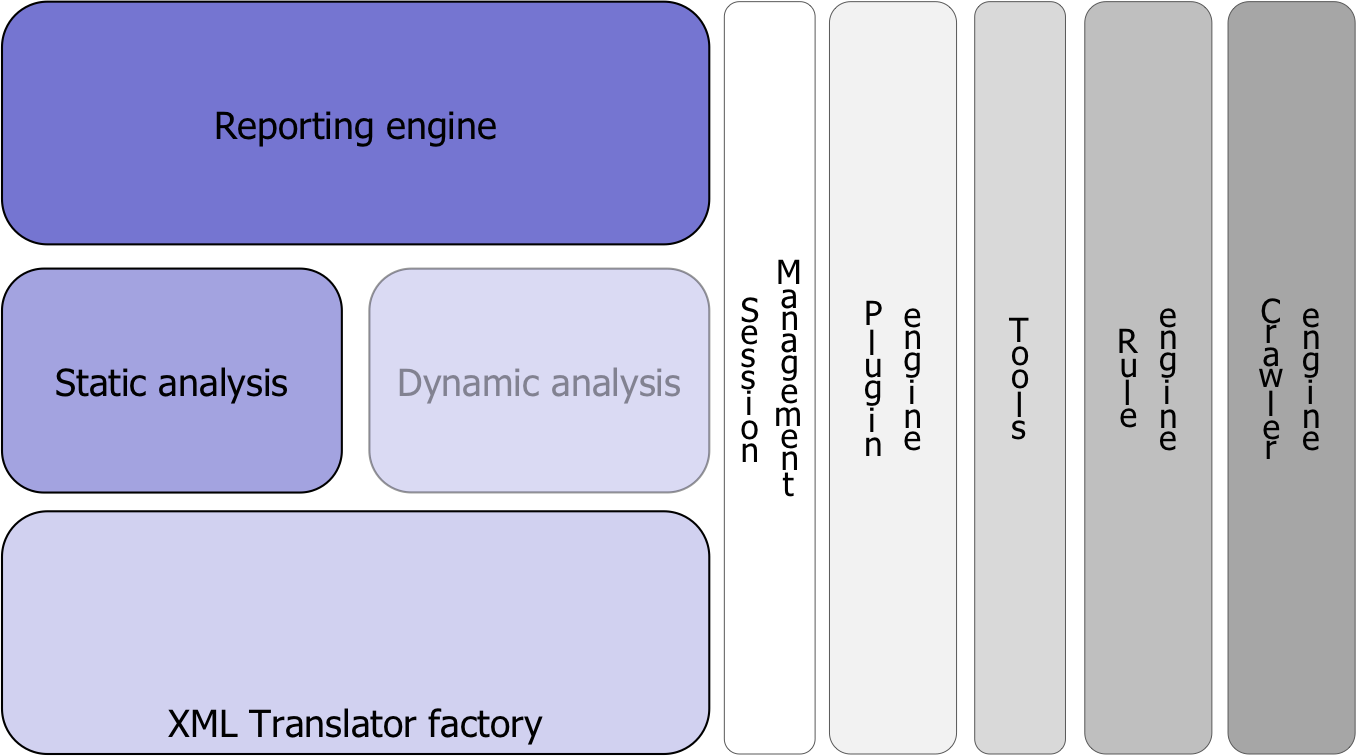 Reporting engine
Static analysis
Dynamic analysis
XML Translator factory
Session
Management
Plugin
engine
Tools
Rule
engine
Crawler
engine